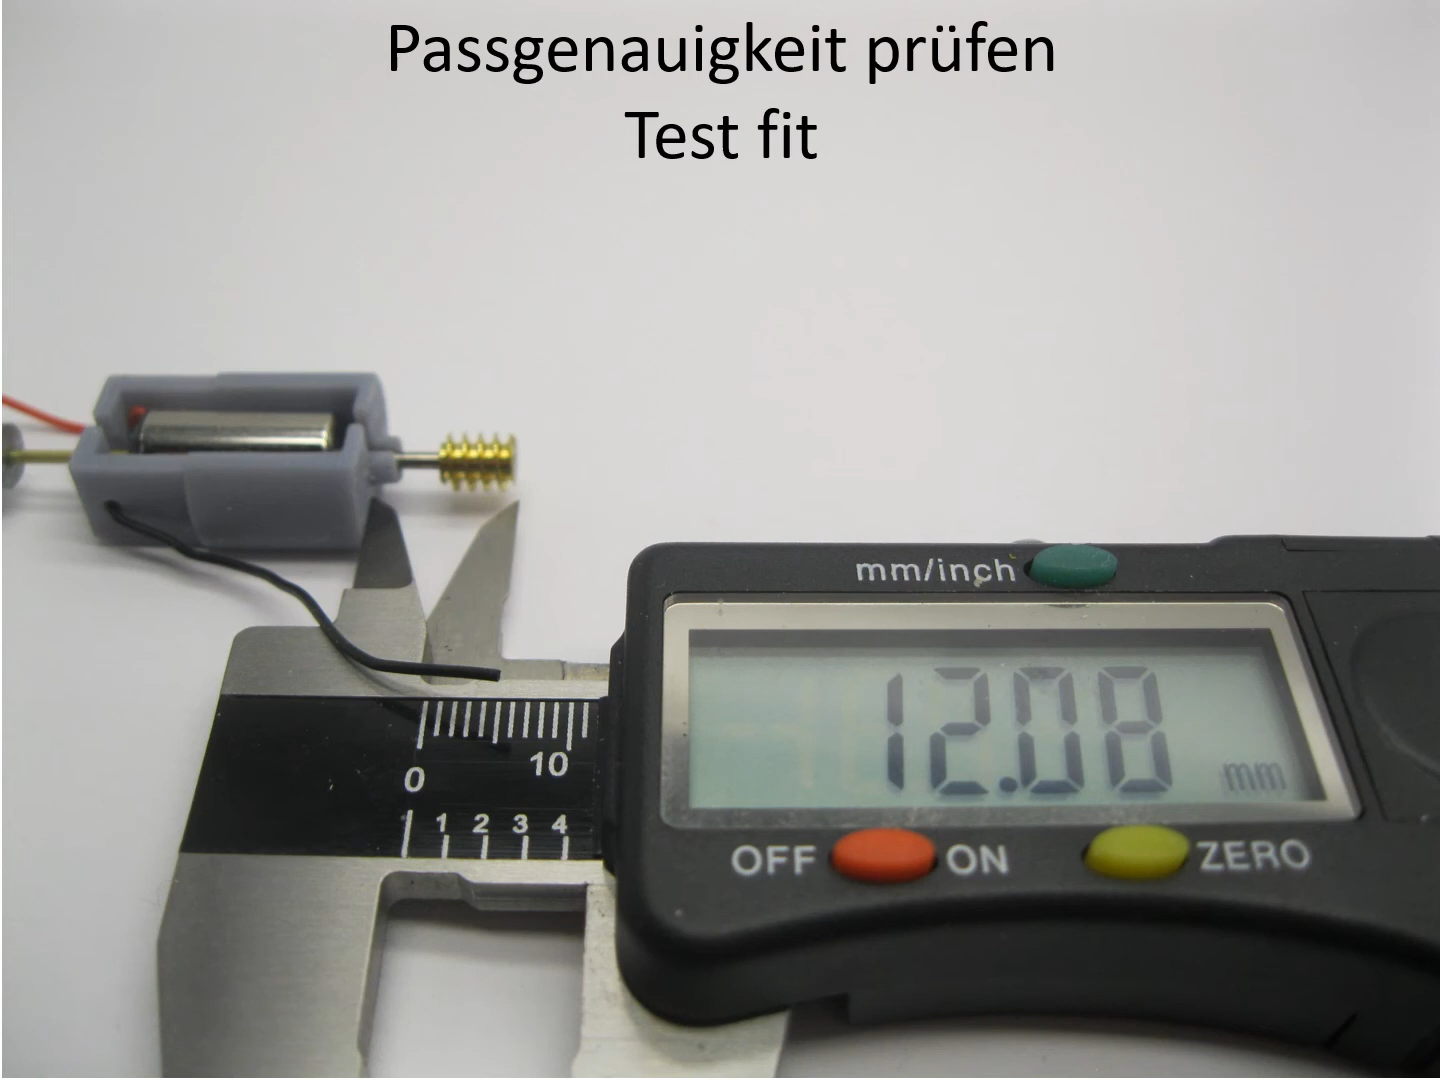 Passgenauigkeit prüfen
Test fit
mm/inch
12.08 mm
0 10
1 2 3 4
OFF ON ZERO